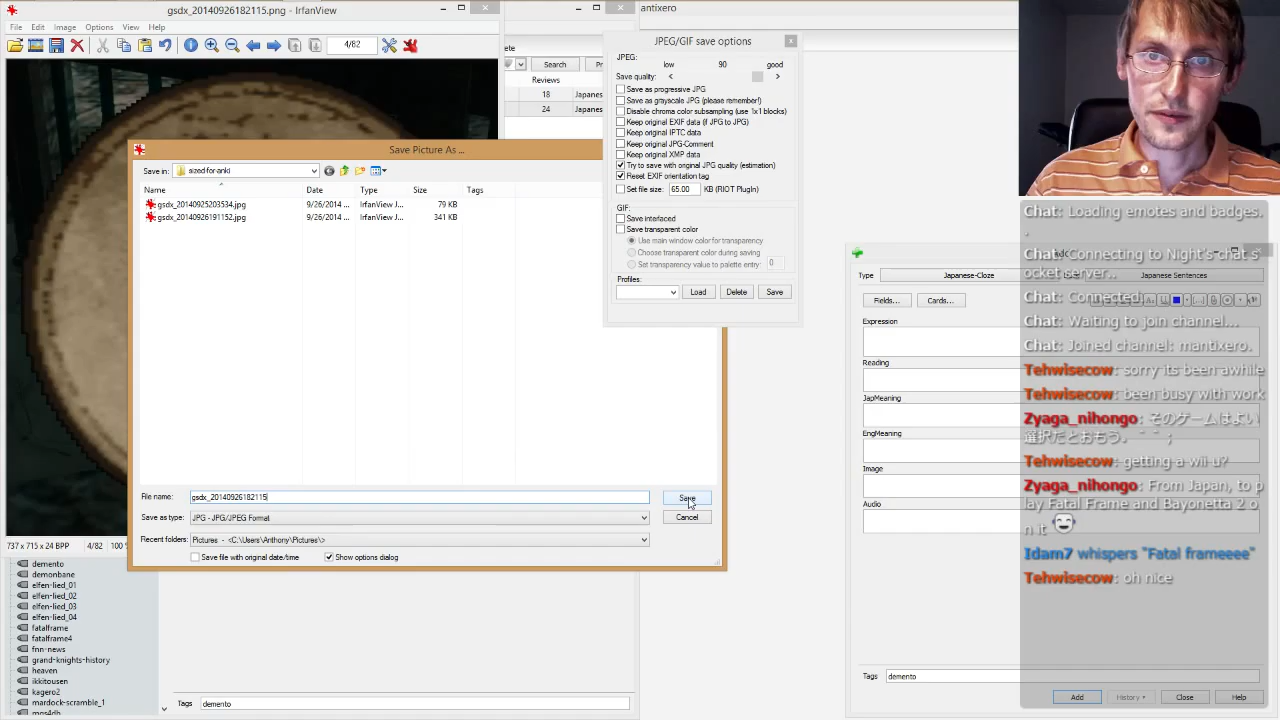 gsdx_20140926182115.png - IrfanView
antixero
File Edit Image Options View Help
4/82
Search
Reviews
18 Japanes
24 Japanes
JPEG/GIF save options
JPEG: low 90 good
Save quality: < >
Save as progressive JPG
Save as grayscale JPG (please remember!)
Disable chroma color subsampling (use 1x1 blocks)
Keep original EXIF data (if JPG to JPG)
Keep original IPTC data
Keep original JPG-Comment
Keep original XMP data
Try to save with original JPG quality (estimation)
Reset EXIF orientation tag
Set file size: 65.00 KB (RIOT PlugIn)
GIF:
Save interlaced
Save transparent color
Use main window color for transparency
Choose transparent color during saving
Set transparency value to palette entry: 0
Profiles:
Load Delete Save
Save Picture As ...
Save in: sized-for-anki
Name Date Type Size Tags
gsdx_20140925203534.jpg 9/26/2014 ... IrfanView J... 79 KB
gsdx_20140926191152.jpg 9/26/2014 ... IrfanView J... 341 KB
File name: gsdx_20140926182115 Save
Save as type: JPG - JPG/JPEG Format Cancel
Recent folders: Pictures - <C:\Users\Anthony\Pictures\>
Save file with original date/time Show options dialog
737 x 715 x 24 BPP 4/82 100
demento
demonbane
elfen-lied_01
elfen-lied_02
elfen-lied_03
elfen-lied_04
fatalframe
fatalframe4
fnn-news
grand-knights-history
heaven
ikkitousen
kagero2
mardock-scramble_1
Tags demento
Type Japanese-Cloze Japanese Sentences
Fields... Cards...
Expression
Reading
JapMeaning
EngMeaning
Image
Audio
Tags demento
Add History Close Help
Chat: Loading emotes and badges.
.
Chat: Connecting to Night's chat s
ocket server..
Chat: Connected.
Chat: Waiting to join channel...
Chat: Joined channel: mantixero.
Tehwisecow: sorry its been awhile
Tehwisecow: been busy with work
Zyaga_nihongo: そのゲームはよい
選択だとおもう。＾＾；
Tehwisecow: getting a wii u?
Zyaga_nihongo: From Japan, to p
lay Fatal Frame and Bayonetta 2 o
n it
Idam7 whispers "Fatal frameeee"
Tehwisecow: oh nice